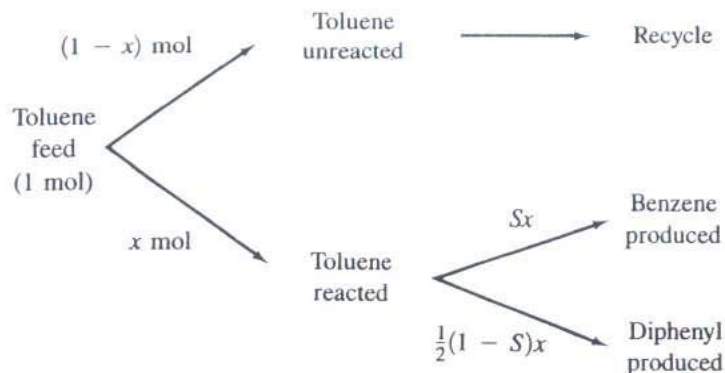 Toluene
unreacted
Recycle
(1 − x) mol
Toluene
feed
(1 mol)
x mol
Toluene
reacted
Sx
Benzene
produced
½(1 − S)x
Diphenyl
produced